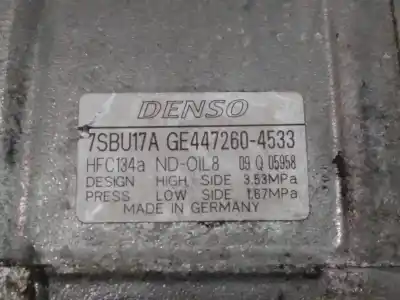 DENSO
7SBU17A GE447260-4533
HFC134a ND-OIL8 09 Q 05958
DESIGN HIGH SIDE 3.53MPa
PRESS LOW SIDE 1.67MPa
MADE IN GERMANY